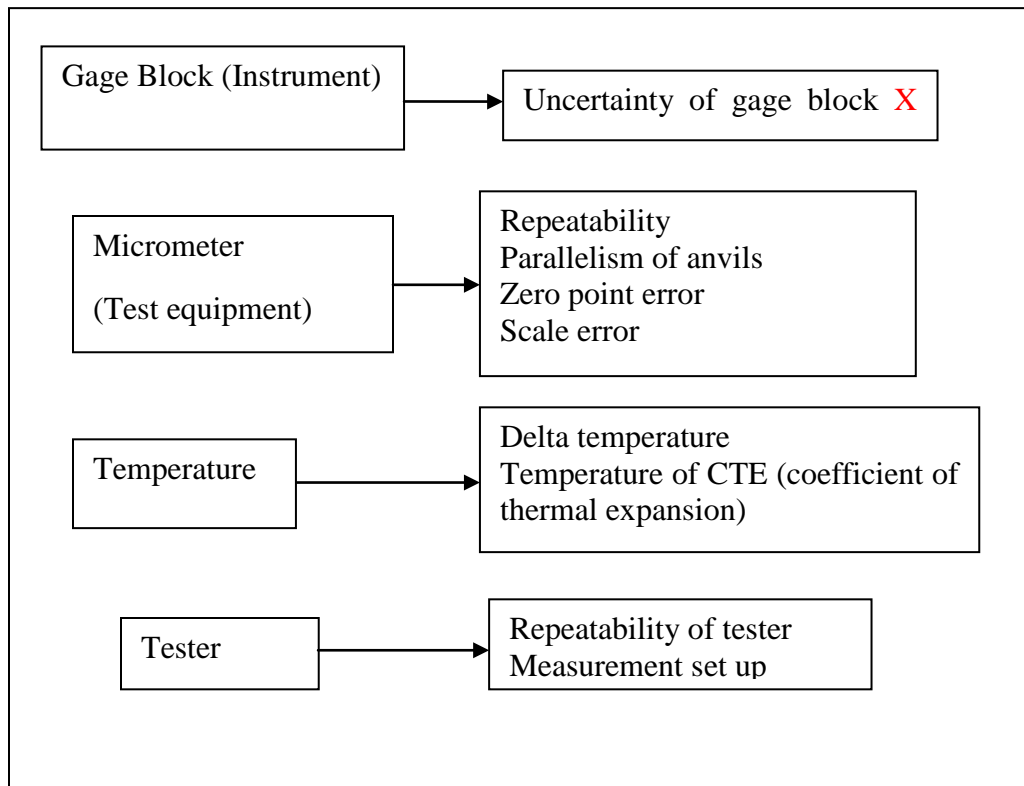 Gage Block (Instrument)
Uncertainty of gage block X
Micrometer
(Test equipment)
Repeatability
Parallelism of anvils
Zero point error
Scale error
Temperature
Delta temperature
Temperature of CTE (coefficient of
thermal expansion)
Tester
Repeatability of tester
Measurement set up